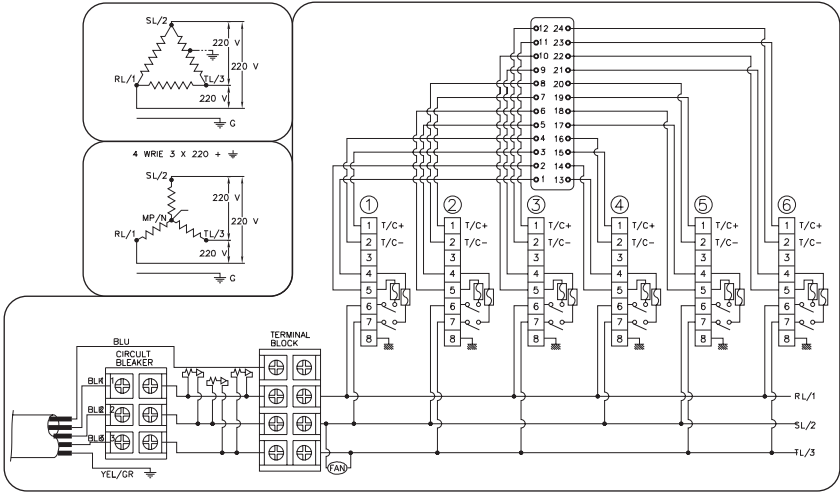 SL/2
220 V
220 V
RL/1
TL/3
220 V
G
4 WRIE 3 X 220 +
SL/2
220 V
220 V
MP/N
RL/1
TL/3
220 V
G
12 24
11 23
10 22
9 21
8 20
7 19
6 18
5 17
4 16
3 15
2 14
1 13
1
1 T/C+
2 T/C-
3
4
5
6
7
8
2
1 T/C+
2 T/C-
3
4
5
6
7
8
3
1 T/C+
2 T/C-
3
4
5
6
7
8
4
1 T/C+
2 T/C-
3
4
5
6
7
8
5
1 T/C+
2 T/C-
3
4
5
6
7
8
6
1 T/C+
2 T/C-
3
4
5
6
7
8
BLU
CIRCULT
BLEAKER
TERMINAL
BLOCK
1
2
3
YEL/GR
FAN
RL/1
SL/2
TL/3